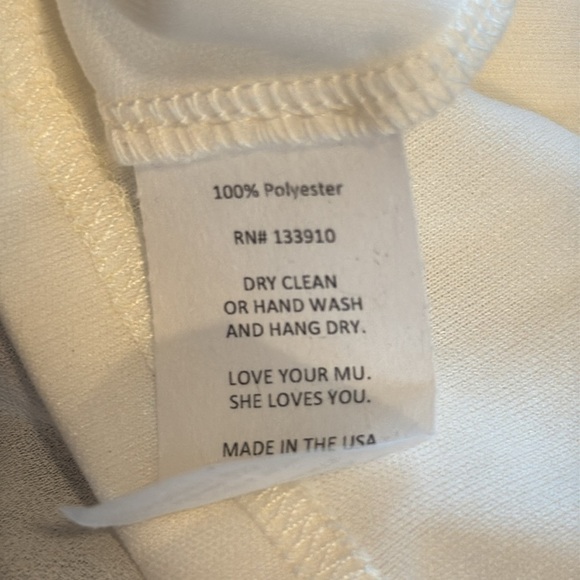 100% Polyester
RN# 133910
DRY CLEAN
OR HAND WASH
AND HANG DRY.
LOVE YOUR MU.
SHE LOVES YOU.
MADE IN THE USA